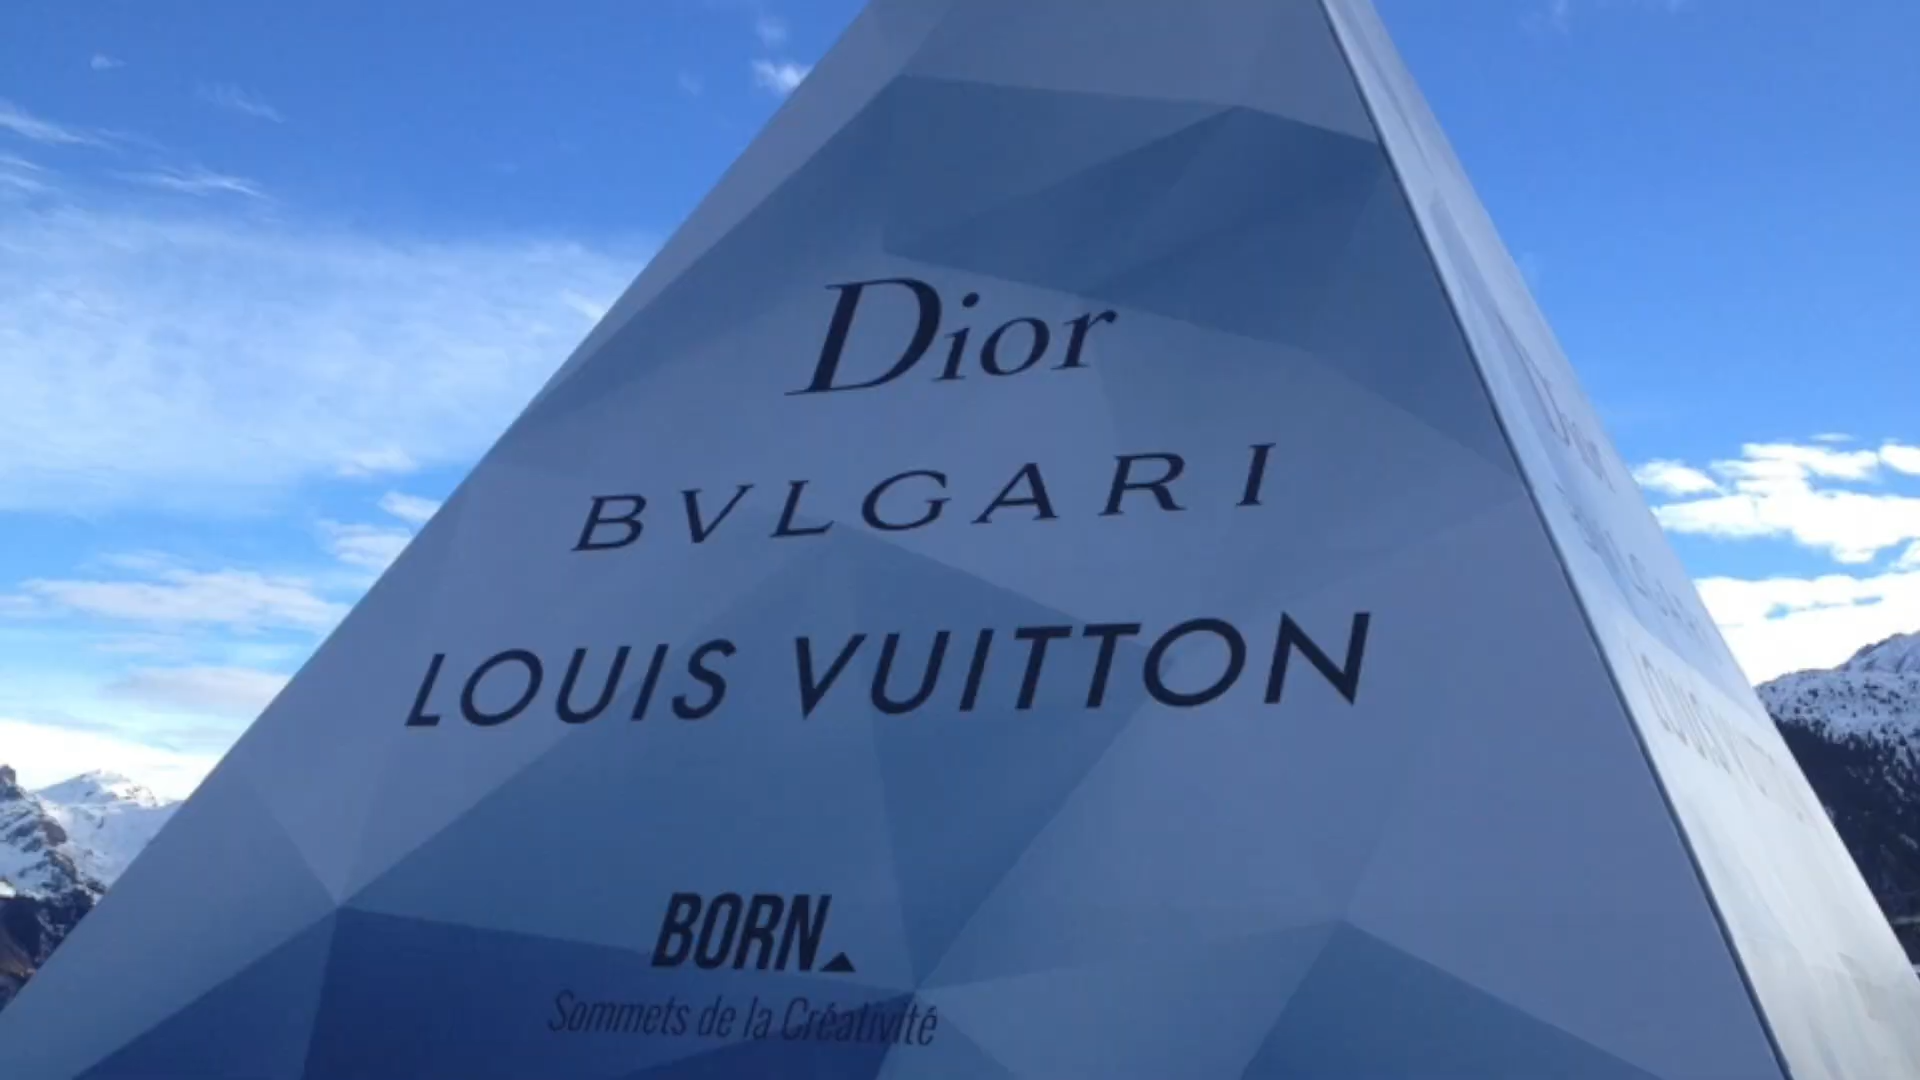 Dior
BVLGARI
LOUIS VUITTON
BORN
Sommets de la Créativité